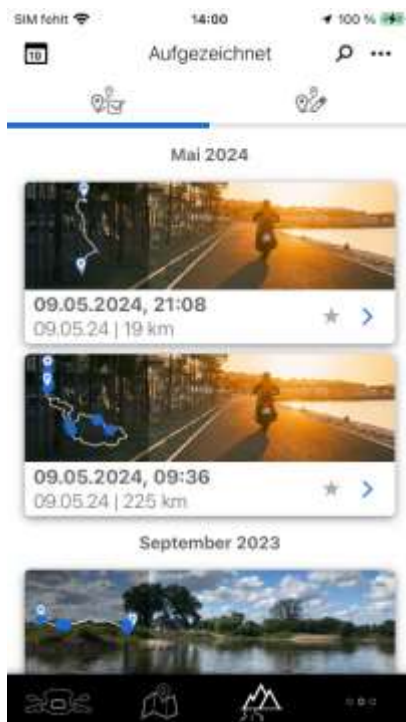 SIM fehlt 14:00 100 %
10 Aufgezeichnet
Mai 2024
09.05.2024, 21:08
09.05.24 | 19 km
09.05.2024, 09:36
09.05.24 | 225 km
September 2023